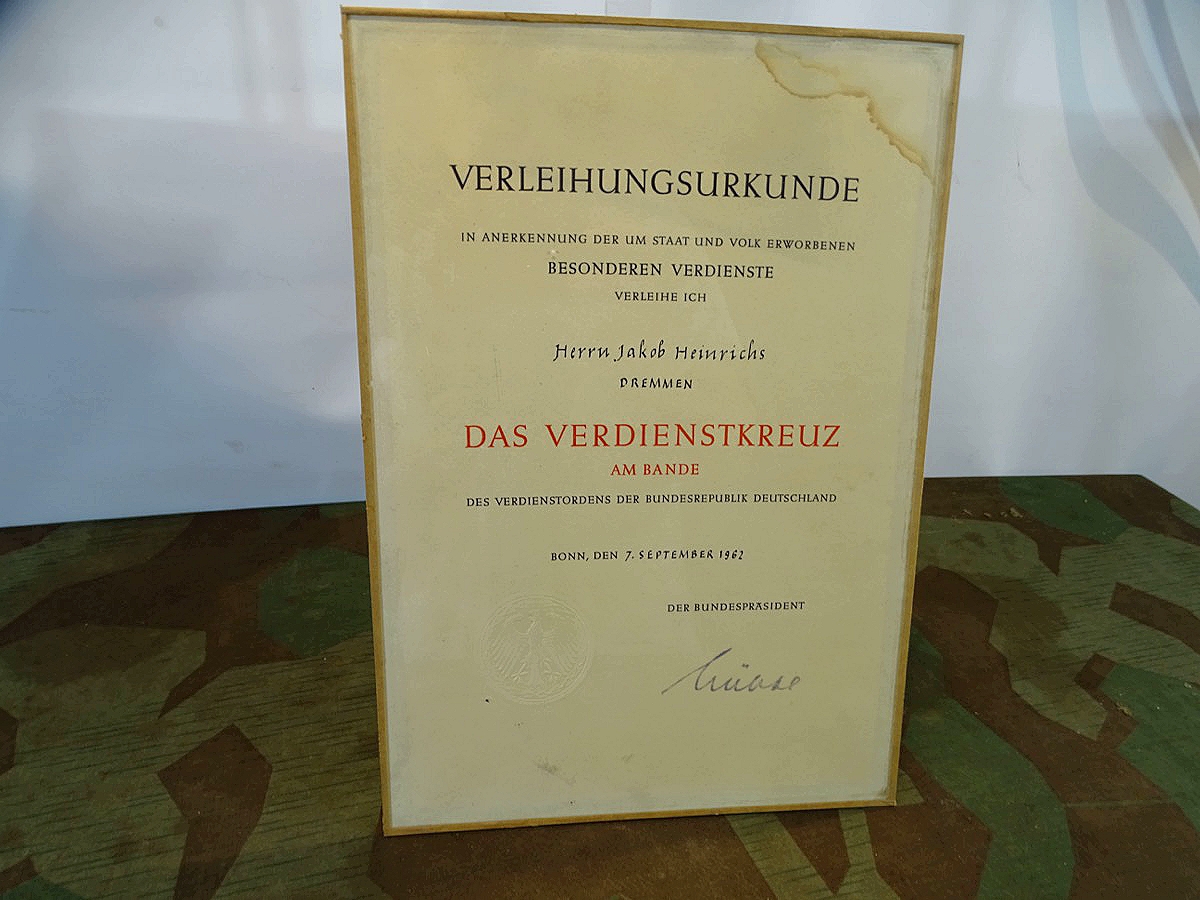 VERLEIHUNGSURKUNDE
IN ANERKENNUNG DER UM STAAT UND VOLK ERWORBENEN
BESONDEREN VERDIENSTE
VERLEIHE ICH
Herrn Jakob Heinrichs
DREMMEN
DAS VERDIENSTKREUZ
AM BANDE
DES VERDIENSTORDENS DER BUNDESREPUBLIK DEUTSCHLAND
BONN, DEN 7. SEPTEMBER 1962
DER BUNDESPRÄSIDENT
Lübke